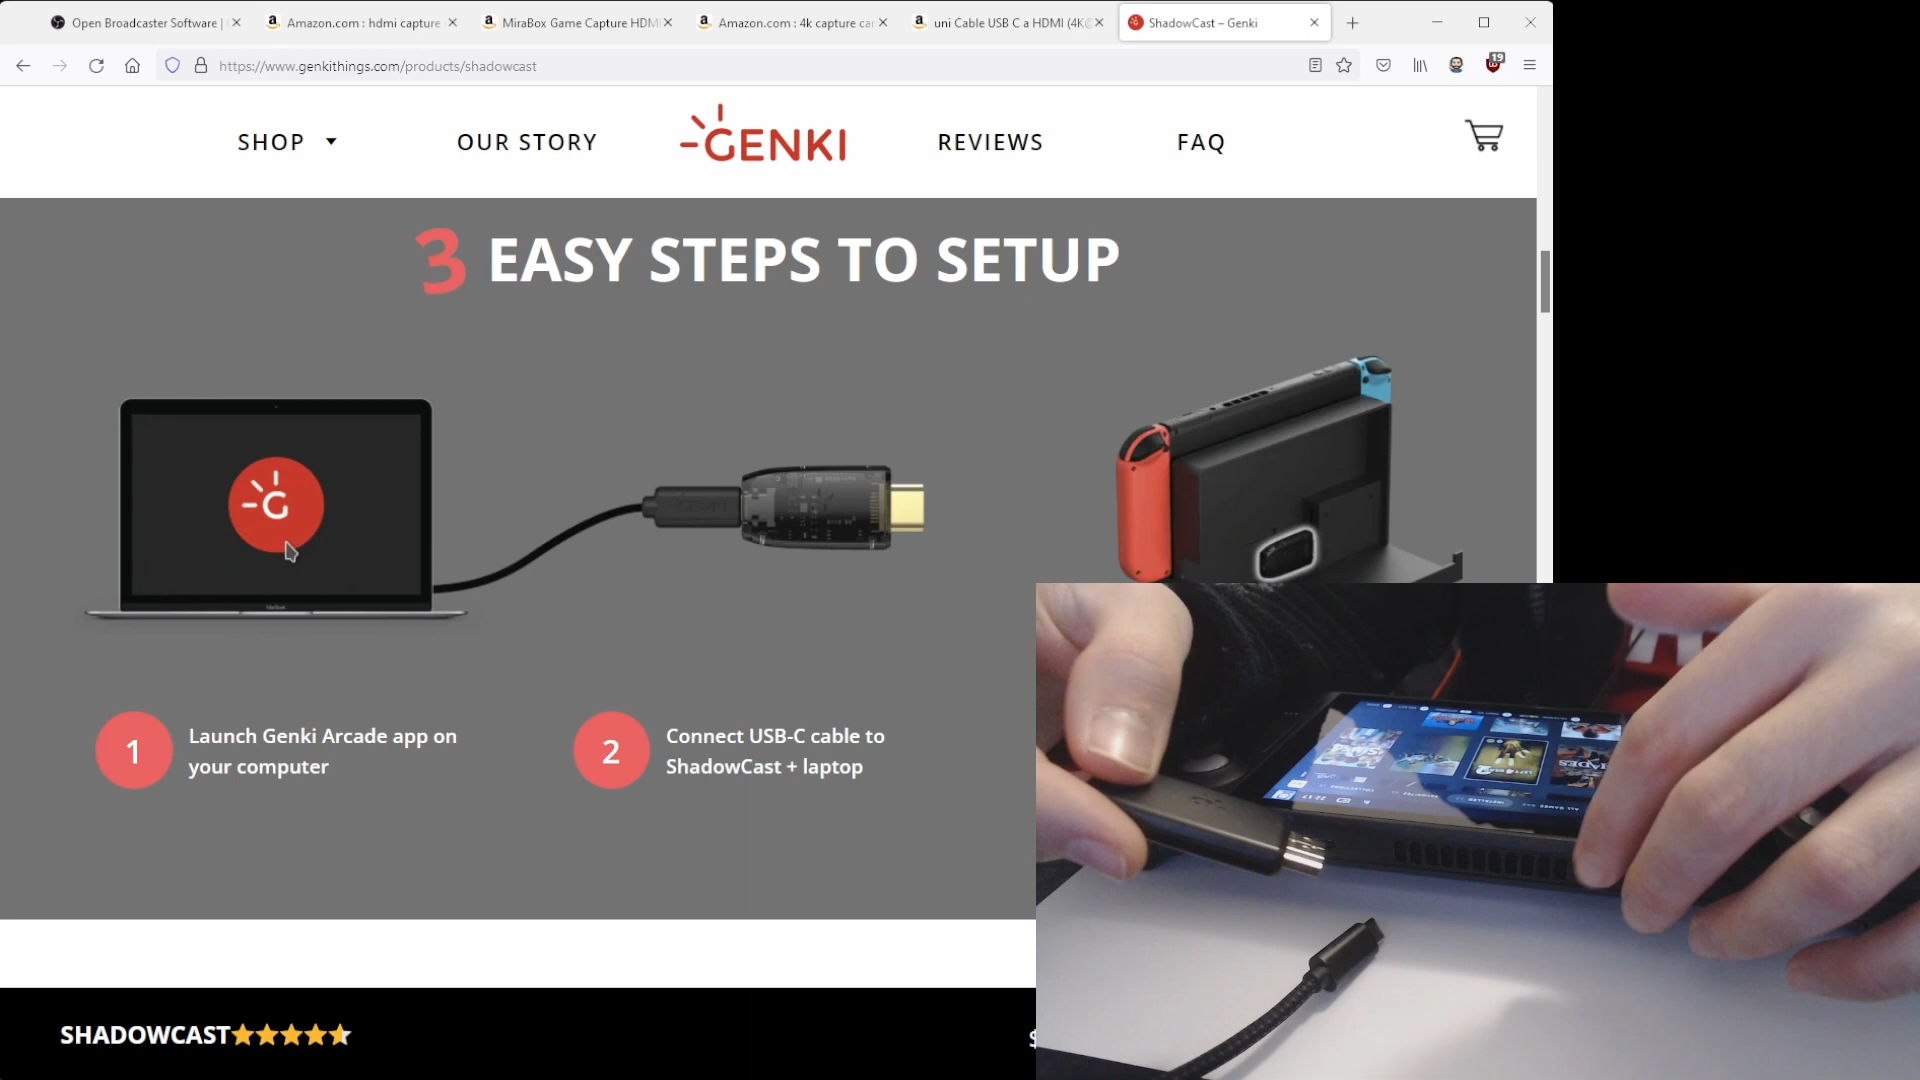 Open Broadcaster Software |
Amazon.com : hdmi capture
MiraBox Game Capture HDMI
Amazon.com : 4k capture car
uni Cable USB C a HDMI (4K@
ShadowCast – Genki
https://www.genkithings.com/products/shadowcast
19
SHOP
OUR STORY
GENKI
REVIEWS
FAQ
3 EASY STEPS TO SETUP
G
1
Launch Genki Arcade app on
your computer
2
Connect USB-C cable to
ShadowCast + laptop
SHADOWCAST